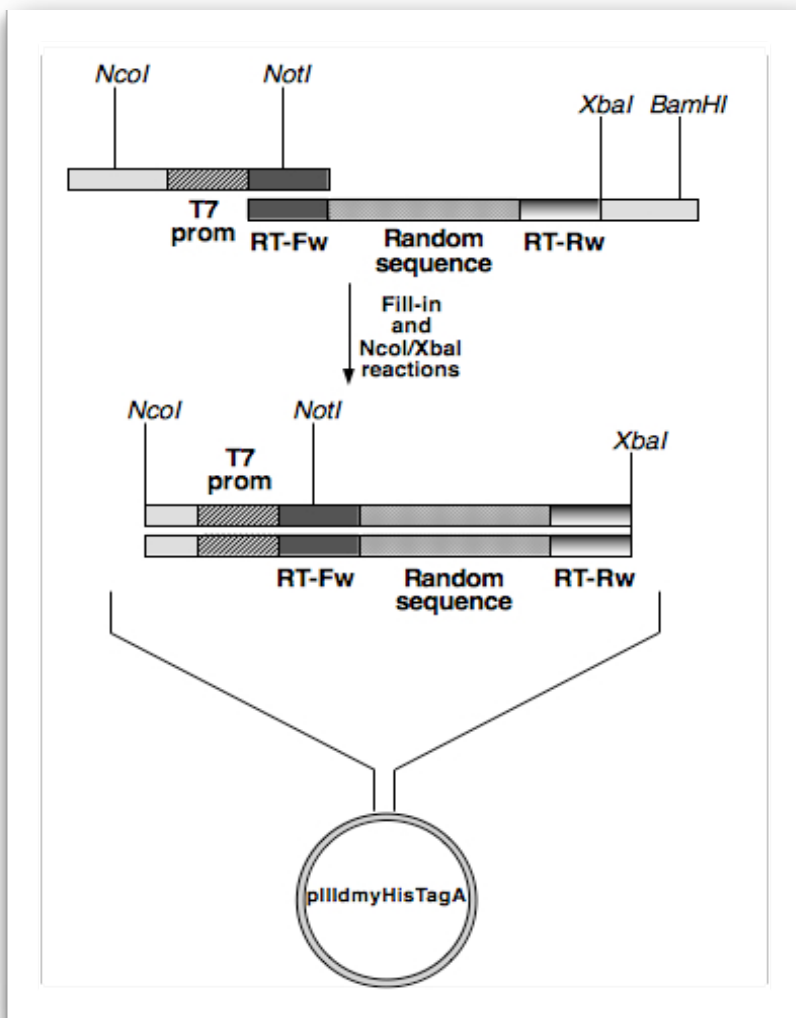 NcoI
NotI
XbaI
BamHI
T7
prom
RT-Fw
Random
sequence
RT-Rw
Fill-in
and
NcoI/XbaI
reactions
NcoI
NotI
XbaI
T7
prom
RT-Fw
Random
sequence
RT-Rw
pIIIdmyHisTagA